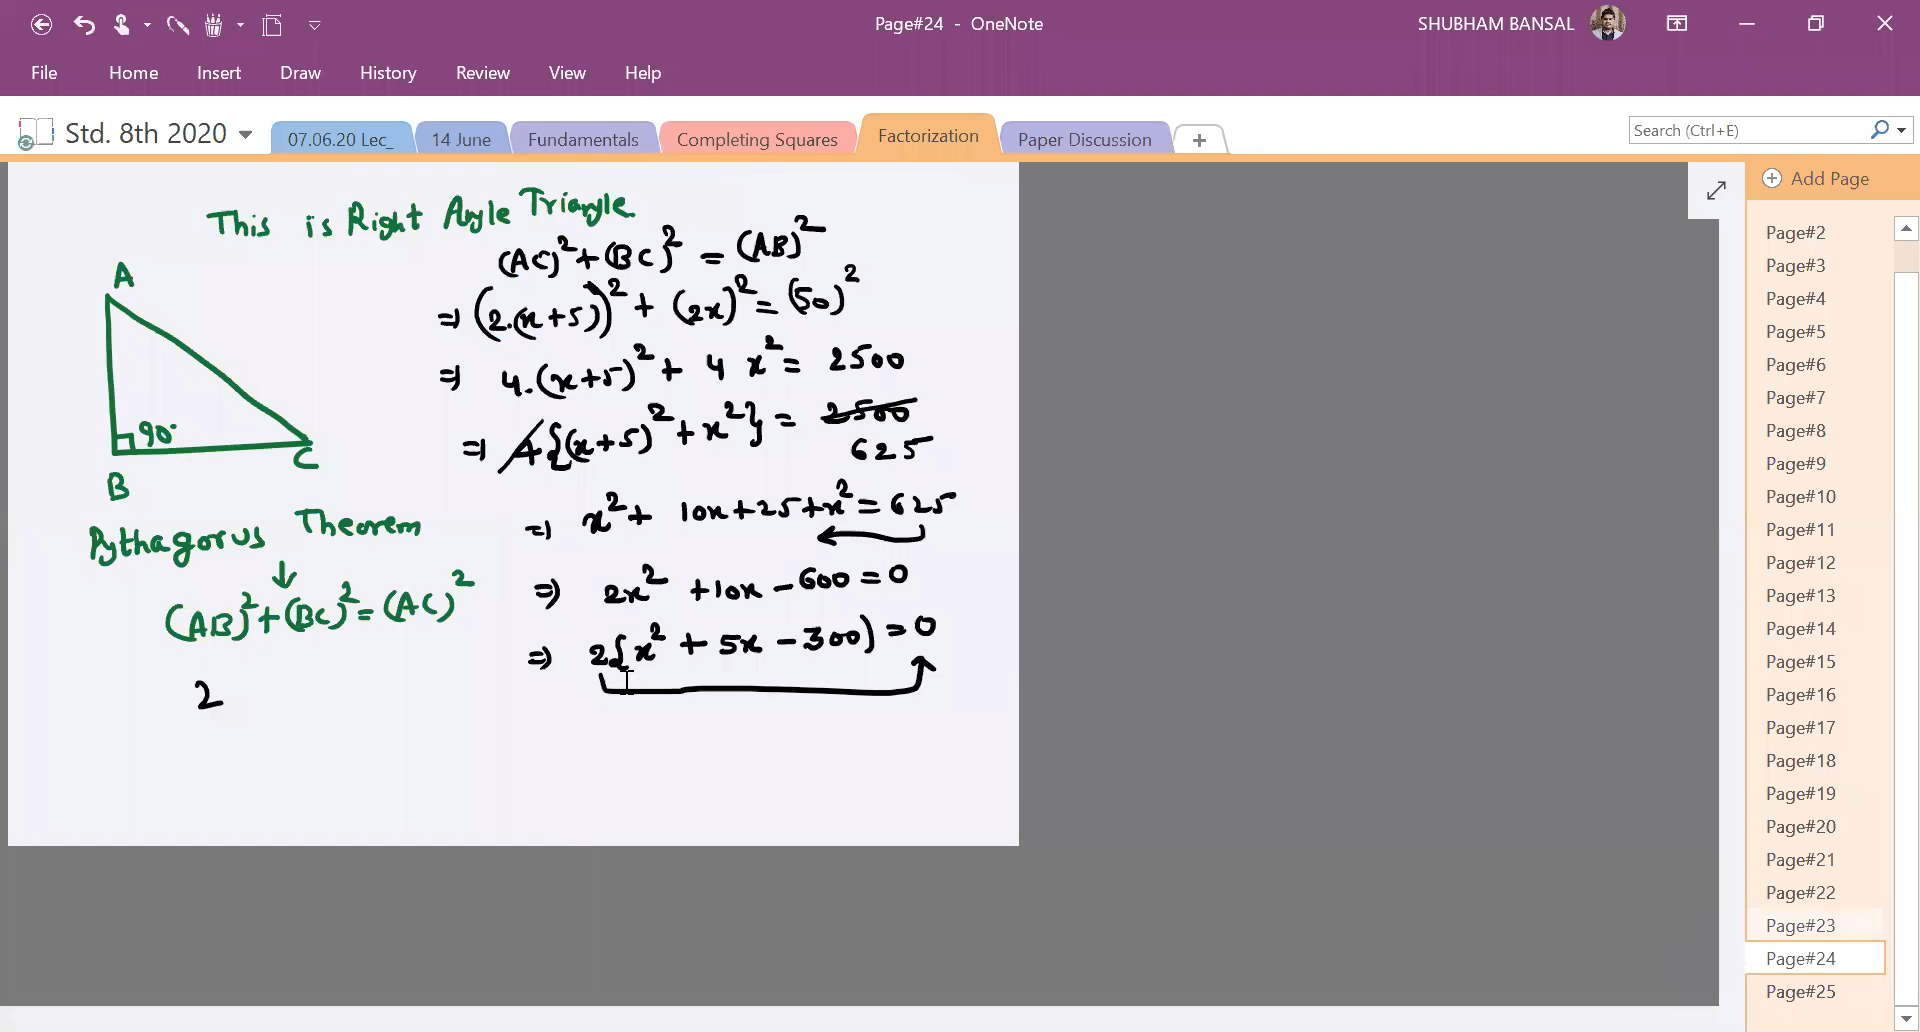 Page#24 - OneNote
SHUBHAM BANSAL
File Home Insert Draw History Review View Help
Std. 8th 2020
07.06.20 Lec_
14 June
Fundamentals
Completing Squares
Factorization
Paper Discussion
+
Search (Ctrl+E)
This is Right Agle Triagle
A
90°
B
C
Pythagorus Theorem
↓
(AB)²+(BC)²=(AC)²
2
(AC)²+(BC)² = (AB)²
⇒ (2.(x+5))² + (2x)² = (50)²
⇒ 4.(x+5)² + 4 x² = 2500
⇒ 4{(x+5)²+x²} = 2500
625
⇒ x²+ 10x+25+x²=625
⇒ 2x² +10x -600=0
⇒ 2{x² + 5x -300)=0
Add Page
Page#2
Page#3
Page#4
Page#5
Page#6
Page#7
Page#8
Page#9
Page#10
Page#11
Page#12
Page#13
Page#14
Page#15
Page#16
Page#17
Page#18
Page#19
Page#20
Page#21
Page#22
Page#23
Page#24
Page#25